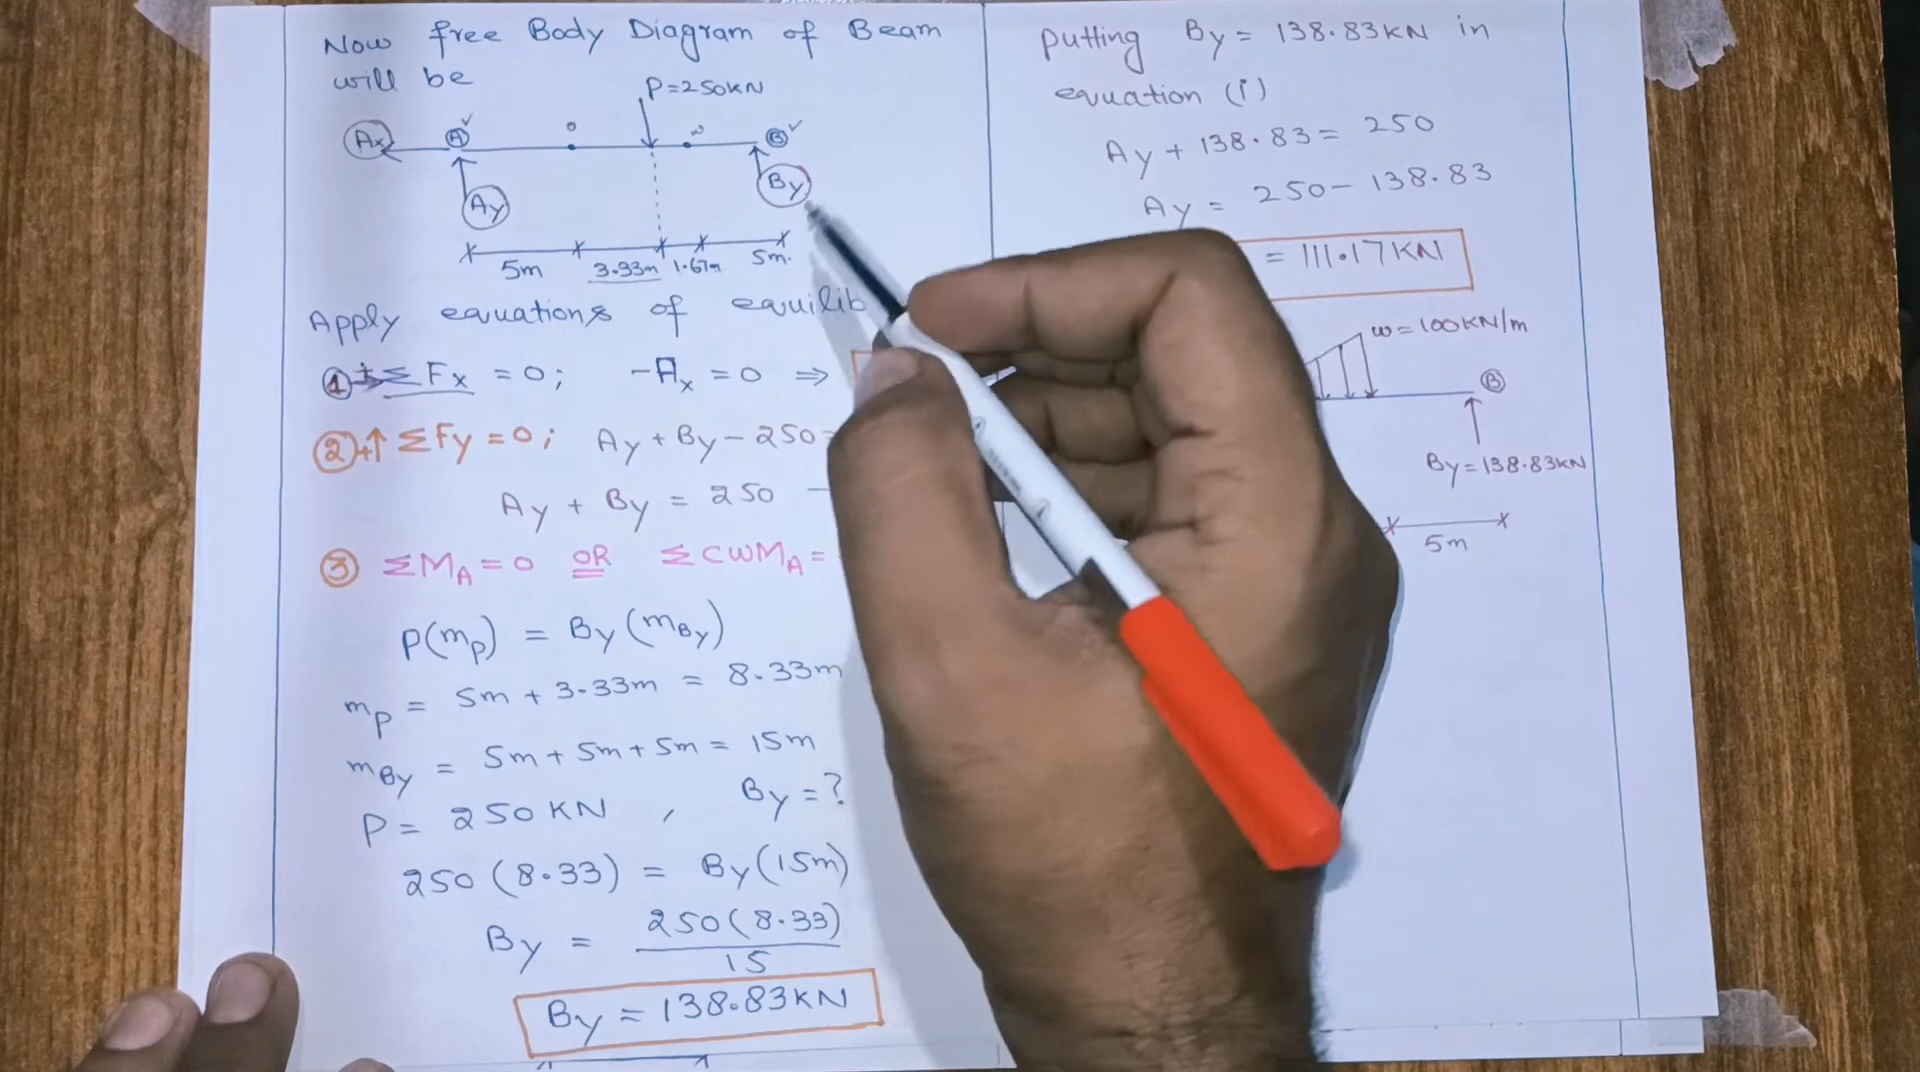 Now free Body Diagram of Beam
will be
P=250KN
Ax
A
o
w
B
Ay
By
5m 3.33m 1.67m 5m.
Apply equations of equilib
1 + ΣFx = 0; -Ax = 0 ⇒
2 +↑ ΣFy = 0; Ay + By - 250 =
Ay + By = 250 -
3 ΣMA = 0 OR ΣCWMA =
P(mp) = By (mBy)
mp = 5m + 3.33m = 8.33m
mBy = 5m + 5m + 5m = 15m
P = 250KN , By = ?
250 (8.33) = By (15m)
By = 250(8.33)
15
By = 138.83KN
putting By = 138.83KN in
equation (i)
Ay + 138.83 = 250
Ay = 250 - 138.83
= 111.17KN
w = 100KN/m
B
By = 138.83KN
5m